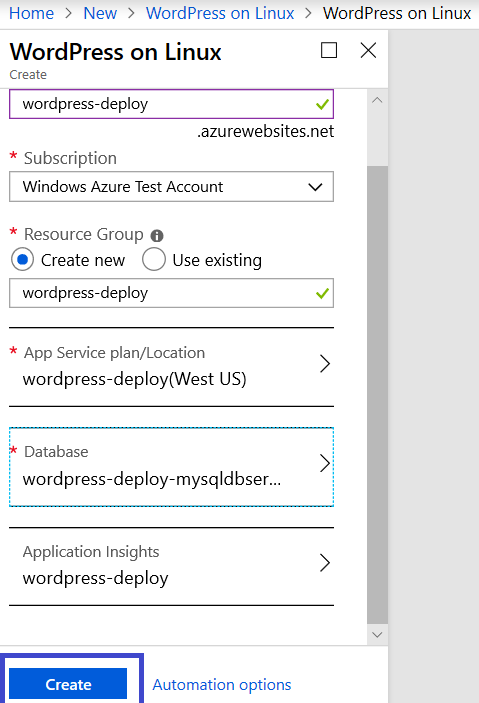 Home > New > WordPress on Linux > WordPress on Linux
WordPress on Linux
Create
wordpress-deploy
.azurewebsites.net
* Subscription
Windows Azure Test Account
* Resource Group
Create new Use existing
wordpress-deploy
* App Service plan/Location
wordpress-deploy(West US)
* Database
wordpress-deploy-mysqldbser...
Application Insights
wordpress-deploy
Create Automation options